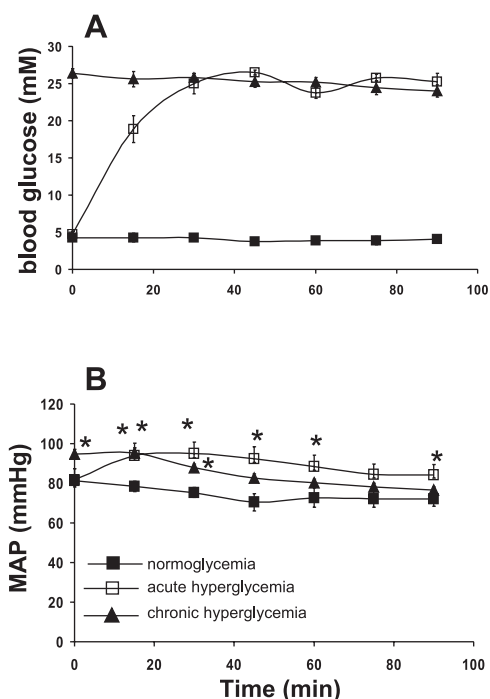 A
blood glucose (mM)
30
25
20
15
10
5
0
0 20 40 60 80 100
B
MAP (mmHg)
120
100
80
60
40
20
0
* * * * * * * *
normoglycemia
acute hyperglycemia
chronic hyperglycemia
0 20 40 60 80 100
Time (min)